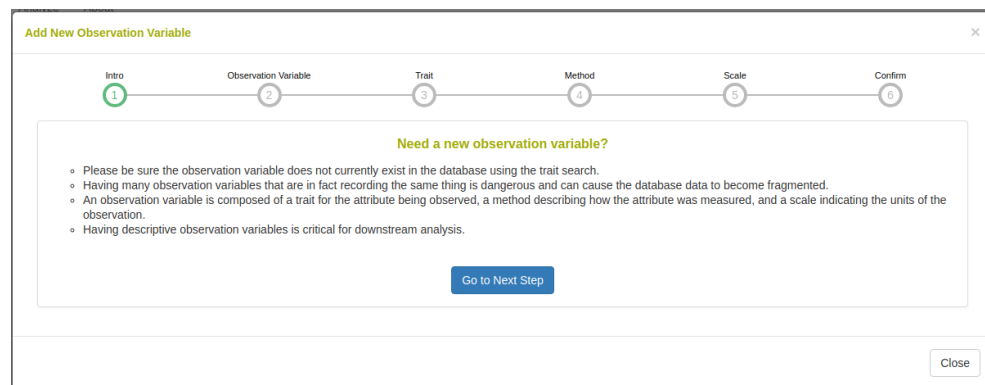 Add New Observation Variable
×
Intro
Observation Variable
Trait
Method
Scale
Confirm
1
2
3
4
5
6
Need a new observation variable?
Please be sure the observation variable does not currently exist in the database using the trait search.
Having many observation variables that are in fact recording the same thing is dangerous and can cause the database data to become fragmented.
An observation variable is composed of a trait for the attribute being observed, a method describing how the attribute was measured, and a scale indicating the units of the
observation.
Having descriptive observation variables is critical for downstream analysis.
Go to Next Step
Close